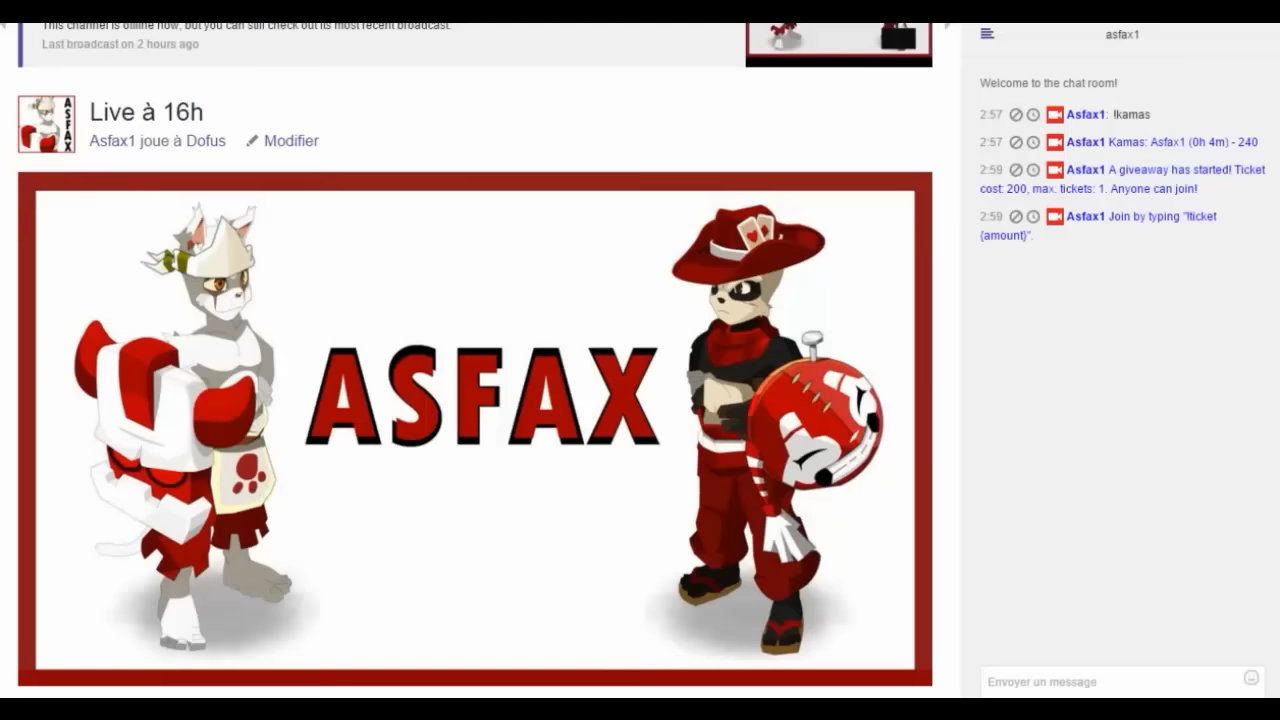 This channel is offline now, but you can still check out its most recent broadcast.
Last broadcast on 2 hours ago
asfax1
Welcome to the chat room!
ASFAX
Live à 16h
Asfax1 joue à Dofus
Modifier
2:57 Asfax1: !kamas
2:57 Asfax1 Kamas: Asfax1 (0h 4m) - 240
2:59 Asfax1 A giveaway has started! Ticket
cost: 200, max. tickets: 1. Anyone can join!
2:59 Asfax1 Join by typing "!ticket
{amount}".
ASFAX
Envoyer un message